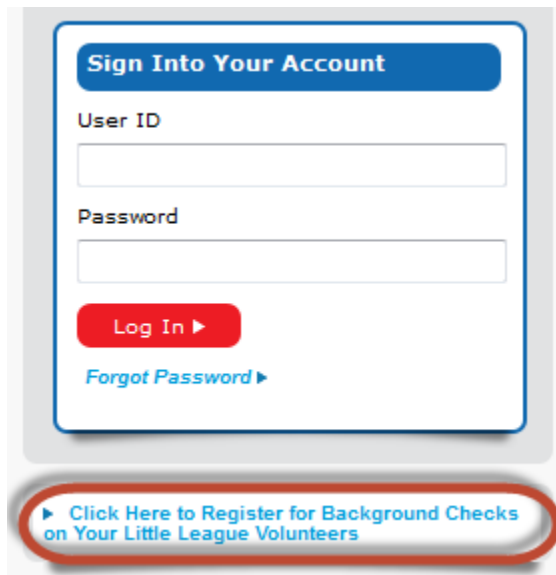 Sign Into Your Account
User ID
Password
Log In
Forgot Password
Click Here to Register for Background Checks
on Your Little League Volunteers